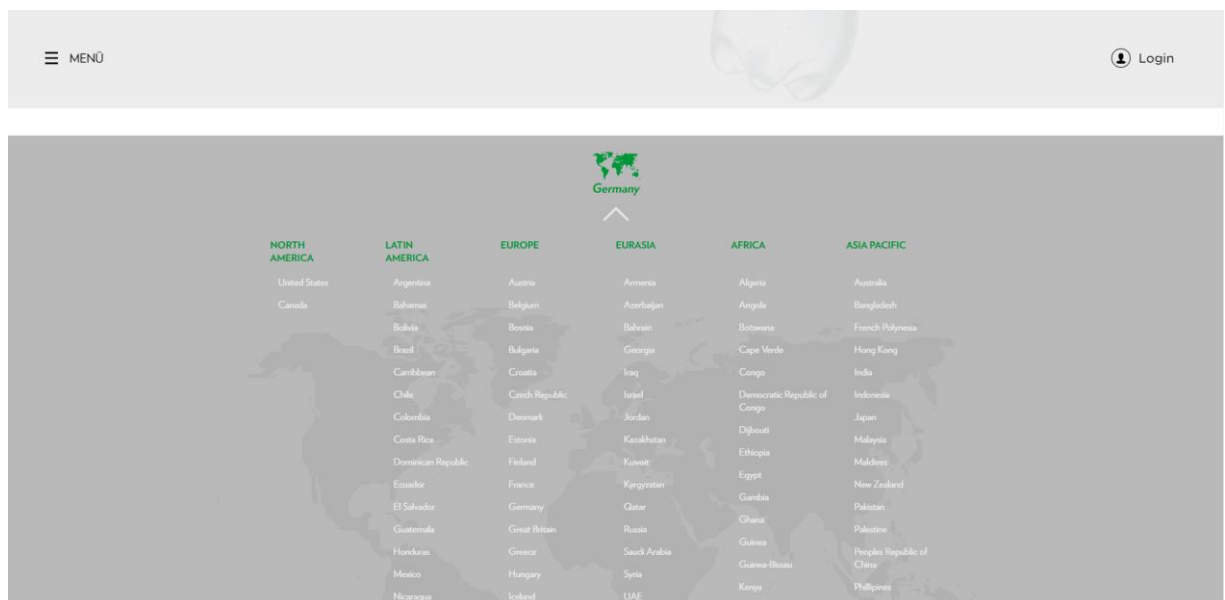 MENÜ
Login
Germany
NORTH
AMERICA
United States
Canada
LATIN
AMERICA
Argentina
Bahamas
Bolivia
Brazil
Carribbean
Chile
Colombia
Costa Rica
Dominican Republic
Ecuador
El Salvador
Guatemala
Honduras
Mexico
Nicaragua
EUROPE
Austria
Belgium
Bosnia
Bulgaria
Croatia
Czech Republic
Denmark
Estonia
Finland
France
Germany
Great Britain
Greece
Hungary
Iceland
EURASIA
Armenia
Azerbaijan
Bahrain
Georgia
Iraq
Israel
Jordan
Kazakhstan
Kuwait
Kyrgyzstan
Qatar
Russia
Saudi Arabia
Syria
UAE
AFRICA
Algeria
Angola
Botswana
Cape Verde
Congo
Democratic Republic of
Congo
Djibouti
Ethiopia
Egypt
Gambia
Ghana
Guinea
Guinea-Bissau
Kenya
ASIA PACIFIC
Australia
Bangladesh
French Polynesia
Hong Kong
India
Indonesia
Japan
Malaysia
Maldives
New Zealand
Pakistan
Palestine
Peoples Republic of
China
Phillipines